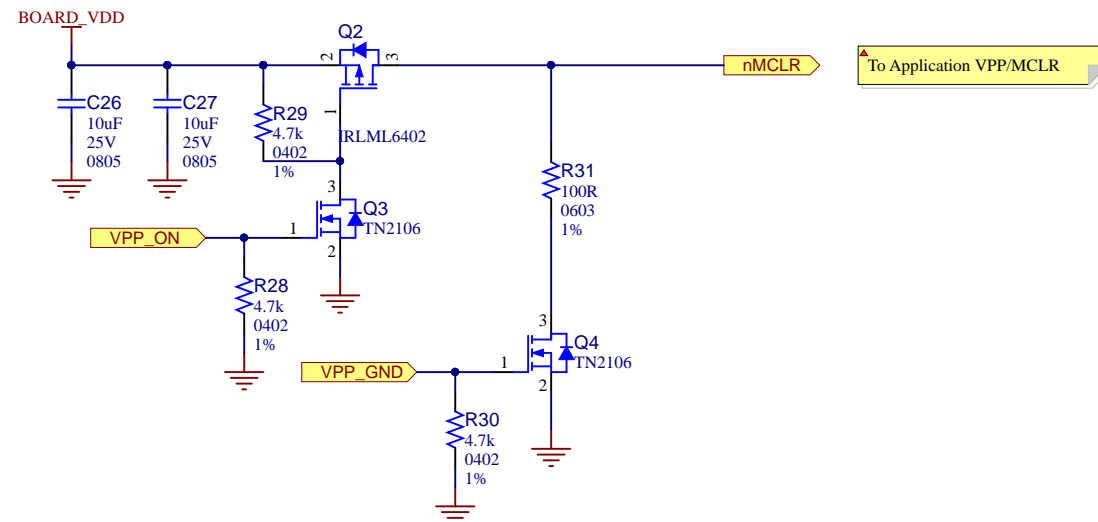 BOARD_VDD
Q2
2
3
1
IRLML6402
nMCLR
To Application VPP/MCLR
C26
10uF
25V
0805
C27
10uF
25V
0805
R29
4.7k
0402
1%
R31
100R
0603
1%
3
Q3
TN2106
1
2
VPP_ON
R28
4.7k
0402
1%
3
Q4
TN2106
1
2
VPP_GND
R30
4.7k
0402
1%